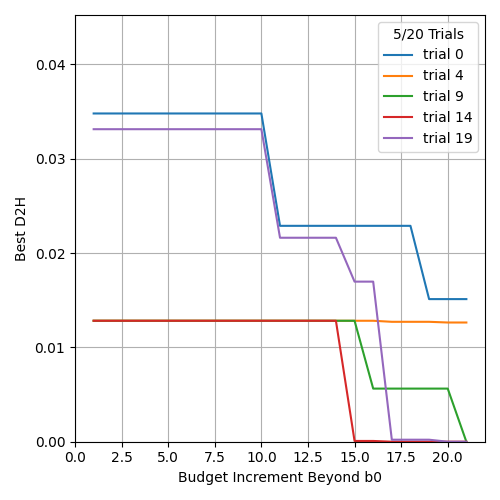 5/20 Trials
trial 0
trial 4
trial 9
trial 14
trial 19
0.04
0.03
0.02
0.01
0.00
Best D2H
0.0 2.5 5.0 7.5 10.0 12.5 15.0 17.5 20.0
Budget Increment Beyond b0